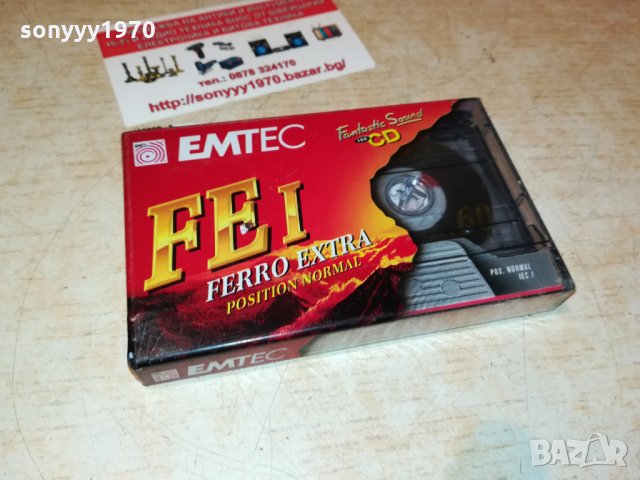 sonyyy1970
тел.: 0878 324170
http://sonyyy1970.bazar.bg/
EMTEC
Fantastic Sound
CD
FE I
FERRO EXTRA
POSITION NORMAL
60
POS. NORMAL
IEC I
EMTEC
sonyyy1970
BAZAR